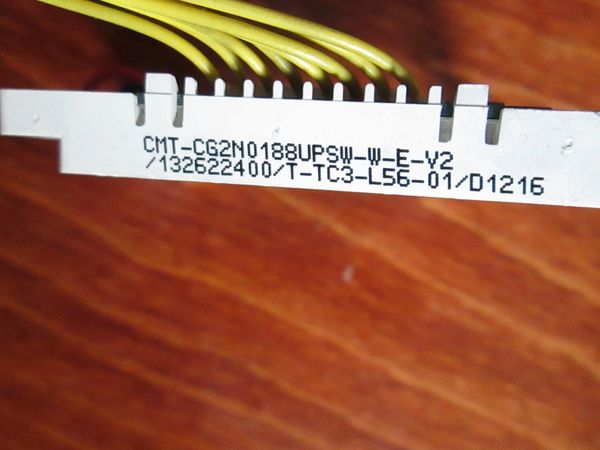 CMT-CG2N0188UPSW-W-E-V2
/132622400/T-TC3-L56-01/D1216